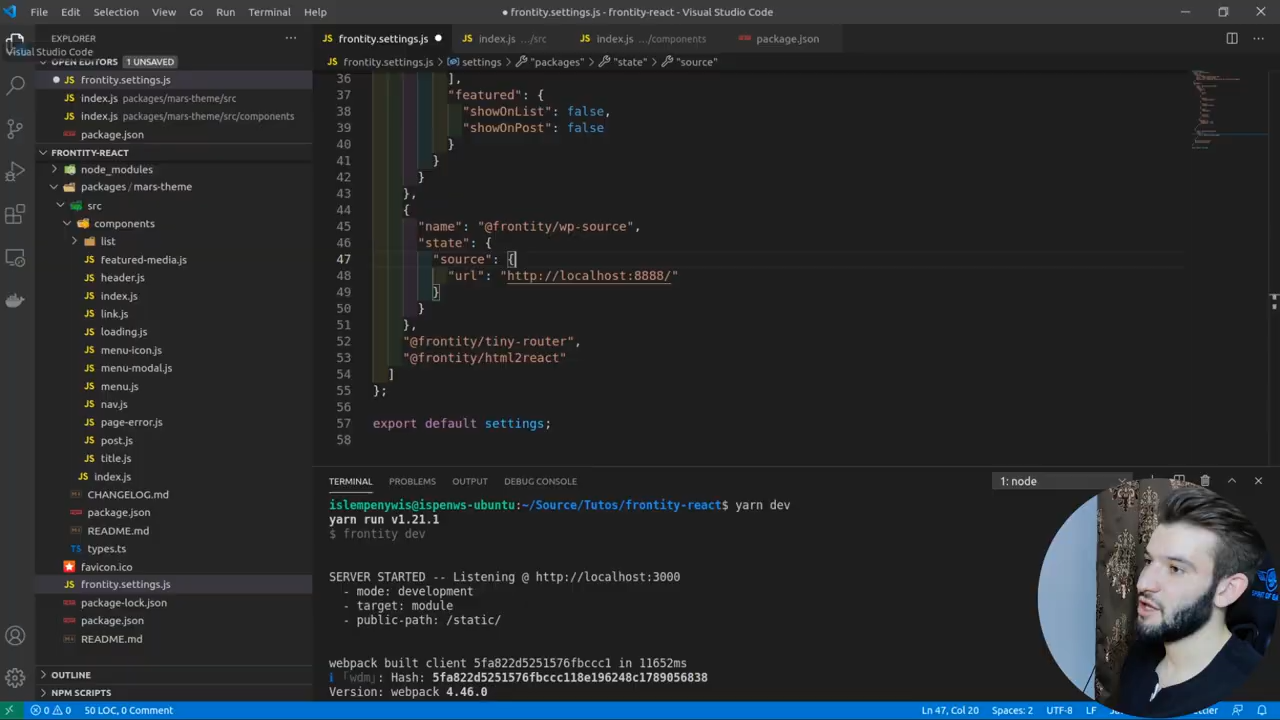 File Edit Selection View Go Run Terminal Help
● frontity.settings.js - frontity-react - Visual Studio Code
EXPLORER
Visual Studio Code
OPEN EDITORS 1 UNSAVED
frontity.settings.js
index.js packages/mars-theme/src
index.js packages/mars-theme/src/components
package.json
FRONTITY-REACT
node_modules
packages / mars-theme
src
components
list
featured-media.js
header.js
index.js
link.js
loading.js
menu-icon.js
menu-modal.js
menu.js
nav.js
page-error.js
post.js
title.js
index.js
CHANGELOG.md
package.json
README.md
types.ts
favicon.ico
frontity.settings.js
package-lock.json
package.json
README.md
OUTLINE
NPM SCRIPTS
frontity.settings.js ● index.js .../src index.js .../components package.json
frontity.settings.js > settings > "packages" > "state" > "source"
36 ],
37 "featured": {
38 "showOnList": false,
39 "showOnPost": false
40 }
41 }
42 }
43 },
44 {
45 "name": "@frontity/wp-source",
46 "state": {
47 "source": {
48 "url": "http://localhost:8888/"
49 }
50 }
51 },
52 "@frontity/tiny-router",
53 "@frontity/html2react"
54 ]
55 };
56
57 export default settings;
58
TERMINAL PROBLEMS OUTPUT DEBUG CONSOLE
1: node
islempenywis@ispenws-ubuntu:~/Source/Tutos/frontity-react$ yarn dev
yarn run v1.21.1
$ frontity dev
SERVER STARTED -- Listening @ http://localhost:3000
- mode: development
- target: module
- public-path: /static/
webpack built client 5fa822d5251576fbccc1 in 11652ms
ℹ ｢wdm｣: Hash: 5fa822d5251576fbccc118e196248c1789056838
Version: webpack 4.46.0
0 0 50 LOC, 0 Comment
Ln 47, Col 20 Spaces: 2 UTF-8 LF